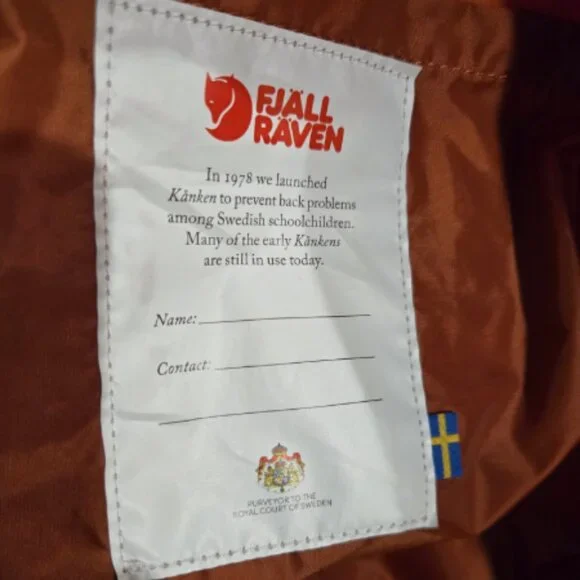 FJÄLL
RÄVEN
In 1978 we launched
Kånken to prevent back problems
among Swedish schoolchildren.
Many of the early Kånkens
are still in use today.
Name:
Contact:
PURVEYOR TO THE
ROYAL COURT OF SWEDEN